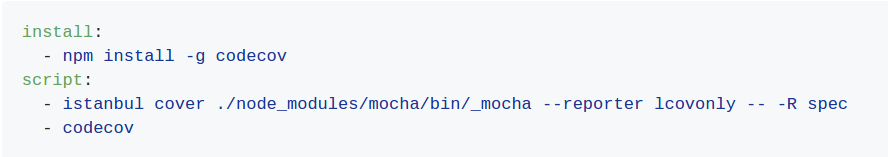 install:
  - npm install -g codecov
script:
  - istanbul cover ./node_modules/mocha/bin/_mocha --reporter lcovonly -- -R spec
  - codecov